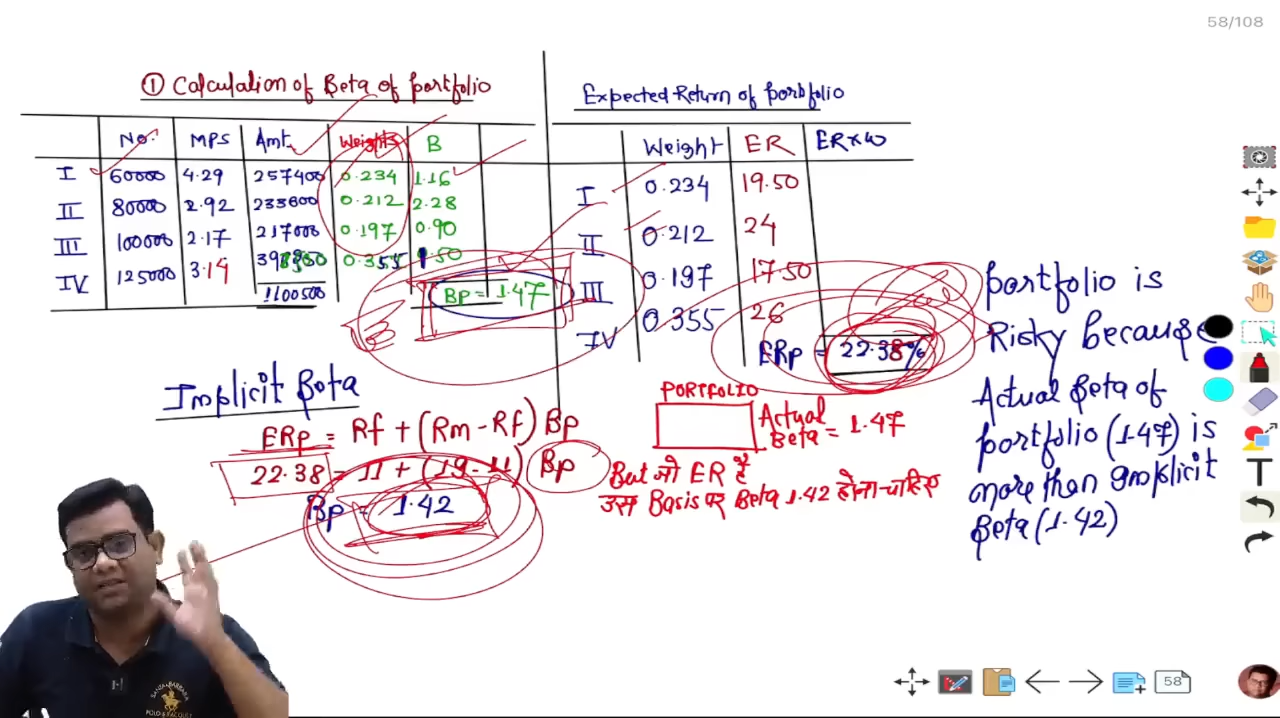 58/108
① Calculation of Beta of portfolio
No. MPS Amt. Weights B
I 60000 4.29 257400 0.234 1.16
II 80000 2.92 233600 0.212 2.28
III 100000 2.17 217000 0.197 0.90
IV 125000 3.14 0.355 1.50
1100500
Bp = 1.47
Expected Return of portfolio
Weight ER ER×W
I 0.234 19.50
II 0.212 24
III 0.197 17.50
IV 0.355 26
ERp = 22.38%
Implicit Beta
ERp = Rf + (Rm - Rf) Bp
22.38 = 11 + (19-11) Bp
Bp = 1.42
PORTFOLIO
Actual
Beta = 1.47
But जो ER है
उस Basis पर Beta 1.42 होना चाहिए
portfolio is
Risky because
Actual Beta of
portfolio (1.47) is
more than Implicit
Beta (1.42)
SANTA BARBARA
POLO & RACQUET
T
58